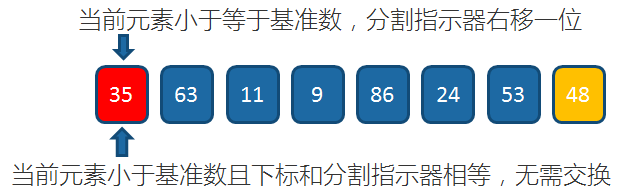 当前元素小于等于基准数，分割指示器右移一位
35 63 11 9 86 24 53 48
当前元素小于基准数且下标和分割指示器相等，无需交换